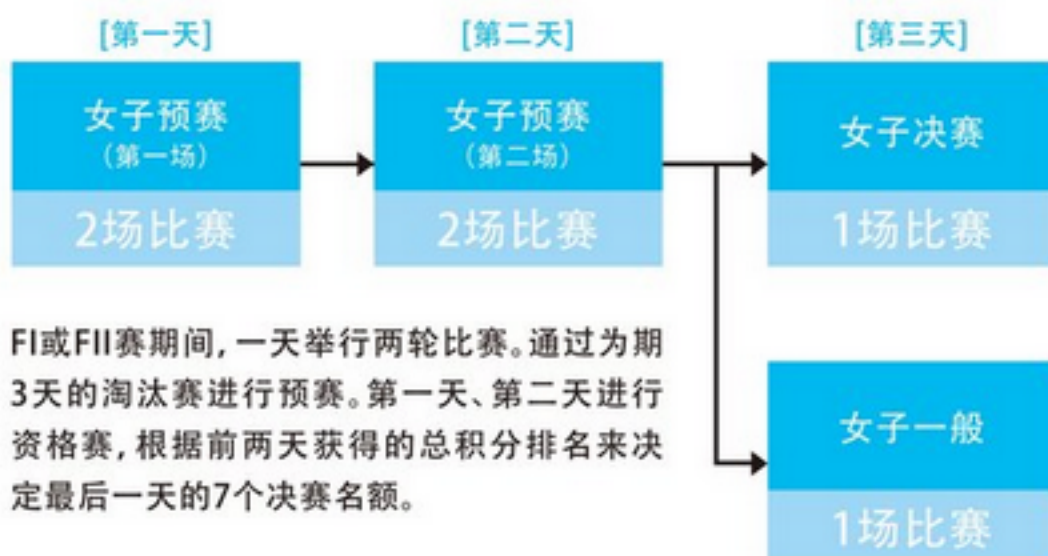 [第一天]
女子预赛
（第一场）
2场比赛
[第二天]
女子预赛
（第二场）
2场比赛
[第三天]
女子决赛
1场比赛
女子一般
1场比赛
FI或FII赛期间,一天举行两轮比赛。通过为期
3天的淘汰赛进行预赛。第一天、第二天进行
资格赛,根据前两天获得的总积分排名来决
定最后一天的7个决赛名额。